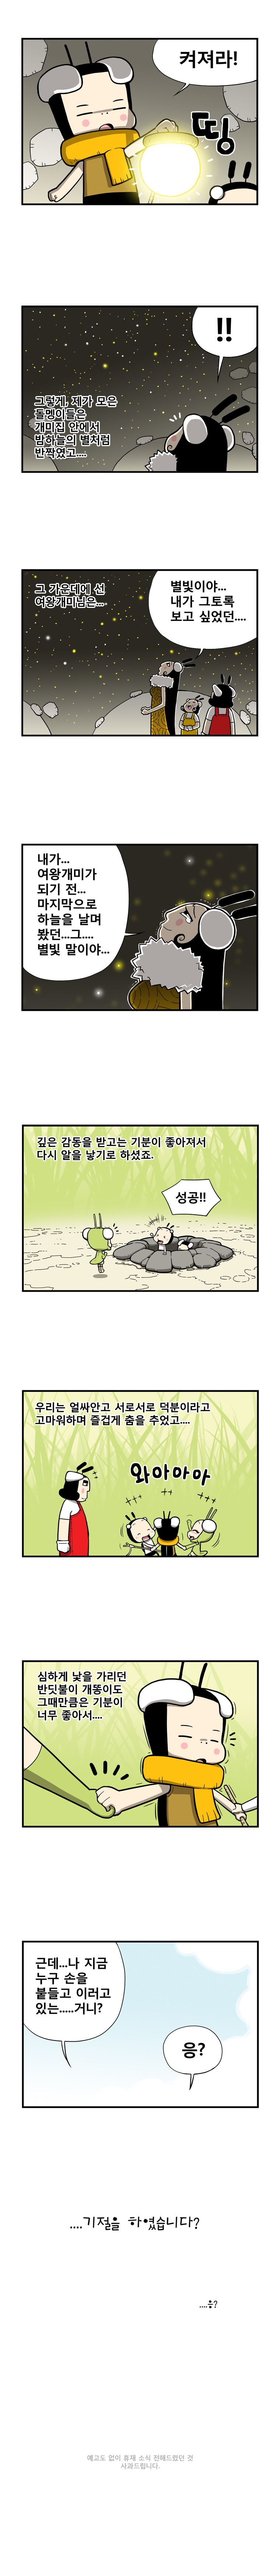 켜져라!
띵
!!
그렇게, 제가 모은
돌멩이들은
개미집 안에서
밤하늘의 별처럼
반짝였고....
그 가운데에 선
여왕개미님은...
별빛이야...
내가 그토록
보고 싶었던....
내가...
여왕개미가
되기 전...
마지막으로
하늘을 날며
봤던...그....
별빛 말이야...
깊은 감동을 받고는 기분이 좋아져서
다시 알을 낳기로 하셨죠.
성공!!
우리는 얼싸안고 서로서로 덕분이라고
고마워하며 즐겁게 춤을 추었고....
와아아아아
심하게 낯을 가리던
반딧불이 개똥이도
그때만큼은 기분이
너무 좋아서....
근데...나 지금
누구 손을
붙들고 이러고
있는.....거니?
응?
....기절을 하였습니다?
....응?
예고도 없이 휴재 소식 전해드렸던 것
사과드립니다.